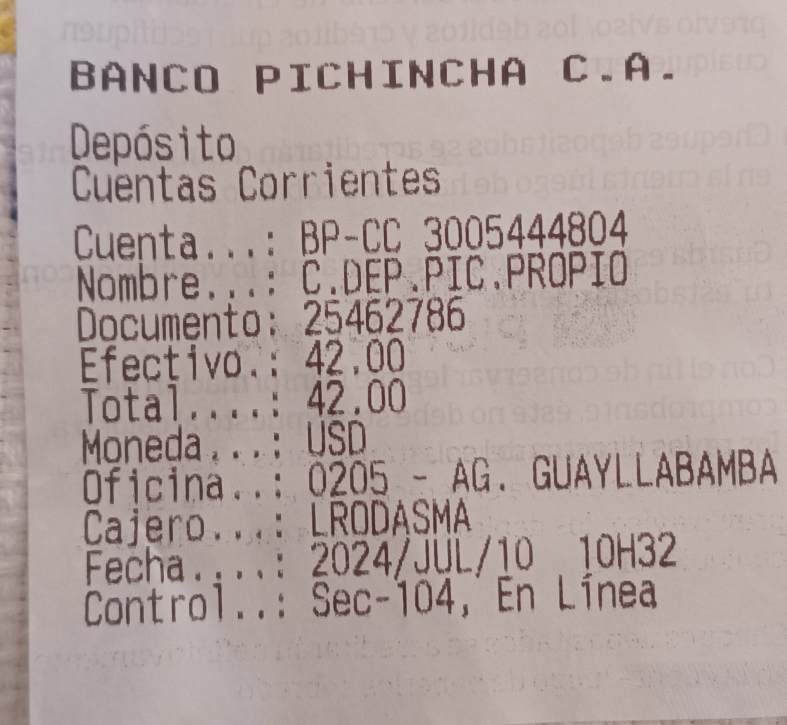 BANCO PICHINCHA C.A.
Depósito
Cuentas Corrientes
Cuenta...: BP-CC 3005444804
Nombre...: C.DEP.PIC.PROPIO
Documento: 25462786
Efectivo.: 42.00
Total....: 42.00
Moneda...: USD
Oficina..: 0205 - AG. GUAYLLABAMBA
Cajero...: LRODASMA
Fecha....: 2024/JUL/10 10H32
Control..: Sec-104, En Línea